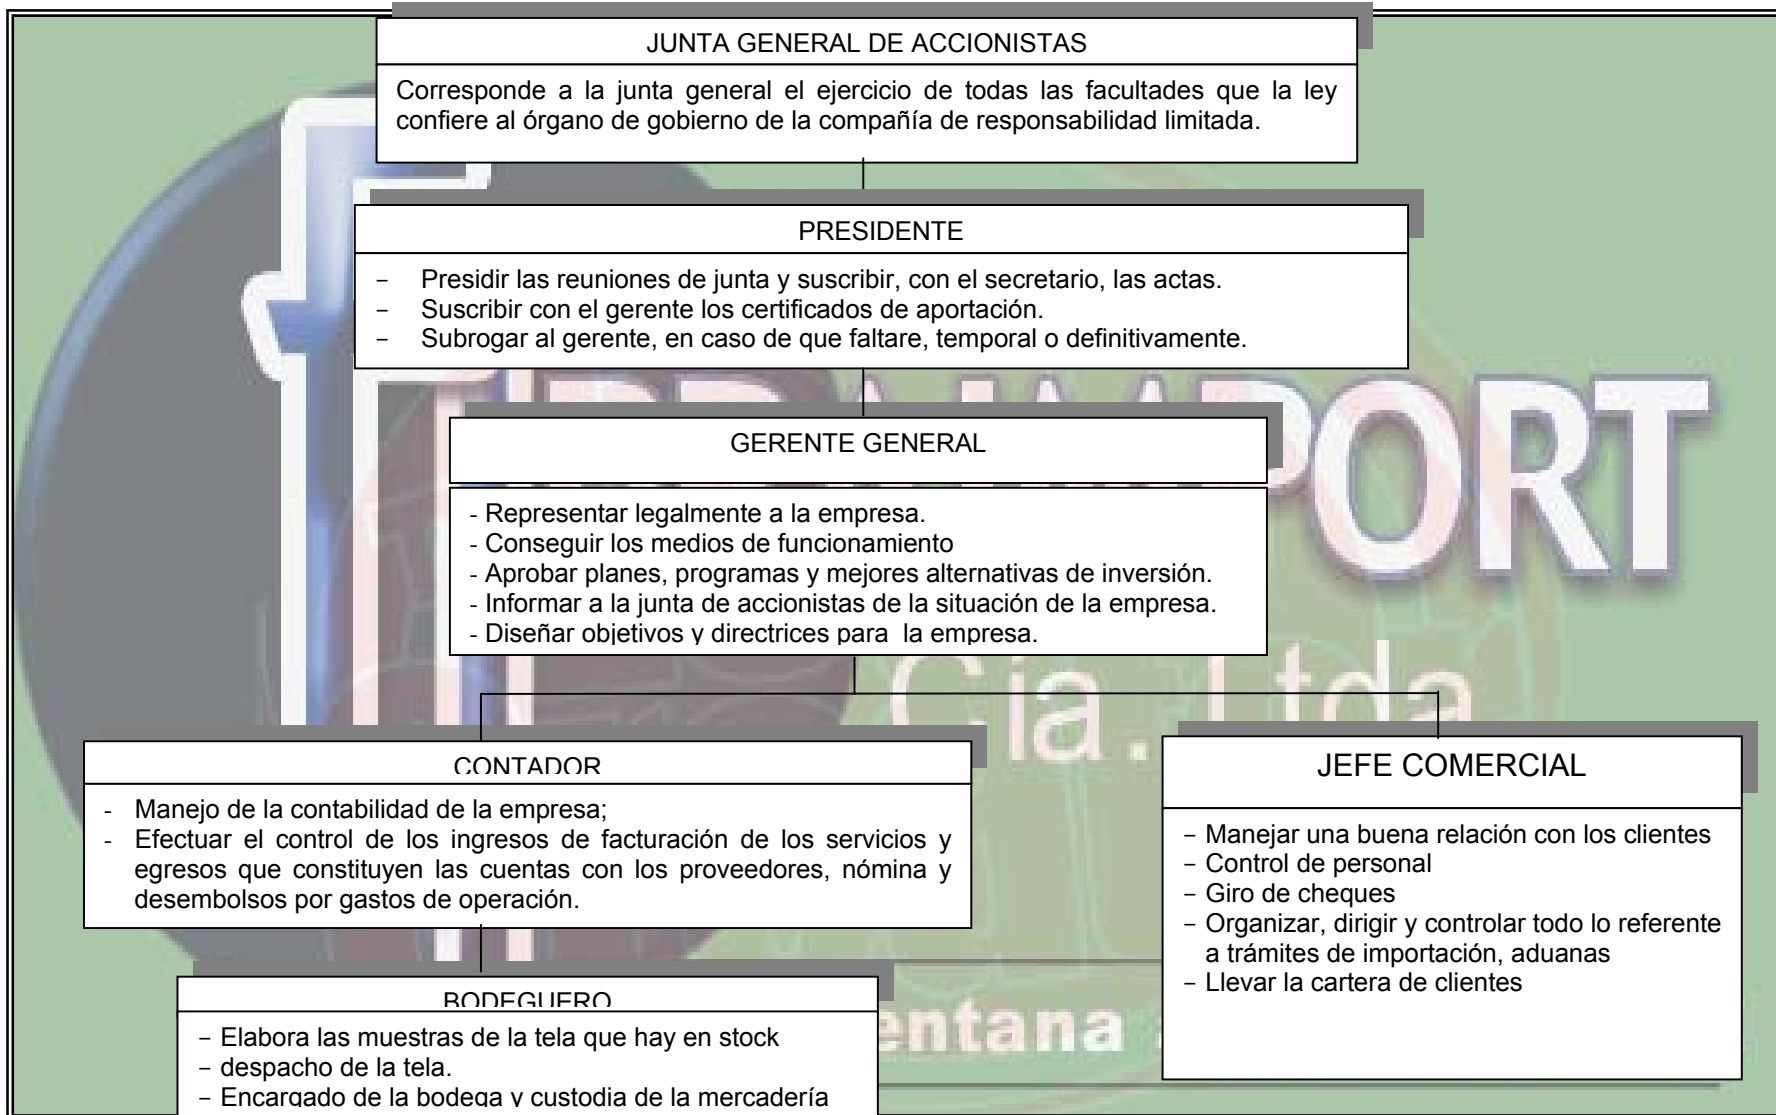 JUNTA GENERAL DE ACCIONISTAS
Corresponde a la junta general el ejercicio de todas las facultades que la ley
confiere al órgano de gobierno de la compañía de responsabilidad limitada.
PRESIDENTE
- Presidir las reuniones de junta y suscribir, con el secretario, las actas.
- Suscribir con el gerente los certificados de aportación.
- Subrogar al gerente, en caso de que faltare, temporal o definitivamente.
GERENTE GENERAL
- Representar legalmente a la empresa.
- Conseguir los medios de funcionamiento
- Aprobar planes, programas y mejores alternativas de inversión.
- Informar a la junta de accionistas de la situación de la empresa.
- Diseñar objetivos y directrices para la empresa.
Cia. Ltda
CONTADOR
- Manejo de la contabilidad de la empresa;
- Efectuar el control de los ingresos de facturación de los servicios y
egresos que constituyen las cuentas con los proveedores, nómina y
desembolsos por gastos de operación.
JEFE COMERCIAL
- Manejar una buena relación con los clientes
- Control de personal
- Giro de cheques
- Organizar, dirigir y controlar todo lo referente
a trámites de importación, aduanas
- Llevar la cartera de clientes
BODEGUERO
- Elabora las muestras de la tela que hay en stock
- despacho de la tela.
- Encargado de la bodega y custodia de la mercadería